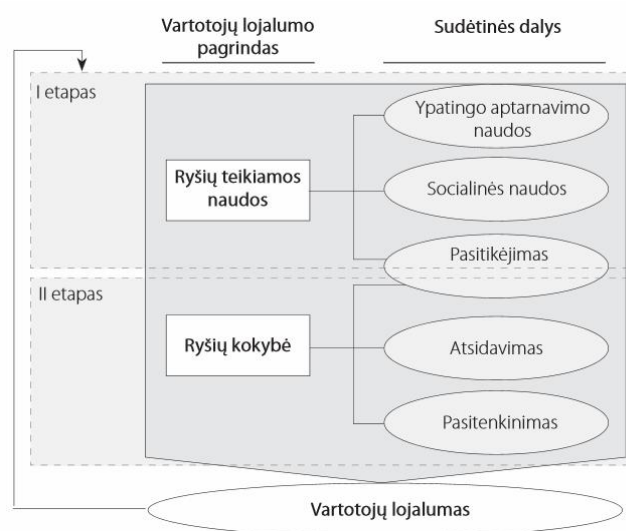 Vartotojų lojalumo
pagrindas
Sudėtinės dalys
I etapas
Ypatingo aptarnavimo
naudos
Ryšių teikiamos
naudos
Socialinės naudos
Pasitikėjimas
II etapas
Ryšių kokybė
Atsidavimas
Pasitenkinimas
Vartotojų lojalumas